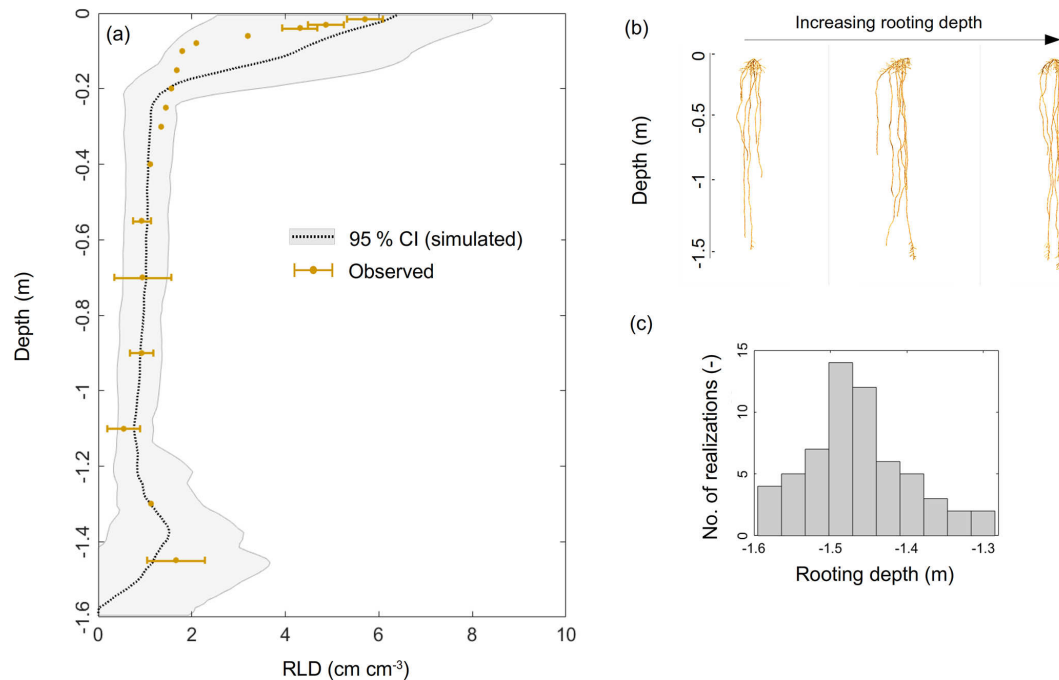 (a)
0
-0.2
-0.4
-0.6
-0.8
-1
-1.2
-1.4
-1.6
Depth (m)
0
2
4
6
8
10
RLD (cm cm⁻³)
95 % CI (simulated)
Observed
(b)
Increasing rooting depth
0
-0.5
-1
-1.5
Depth (m)
(c)
15
10
5
0
No. of realizations (-)
-1.6
-1.5
-1.4
-1.3
Rooting depth (m)